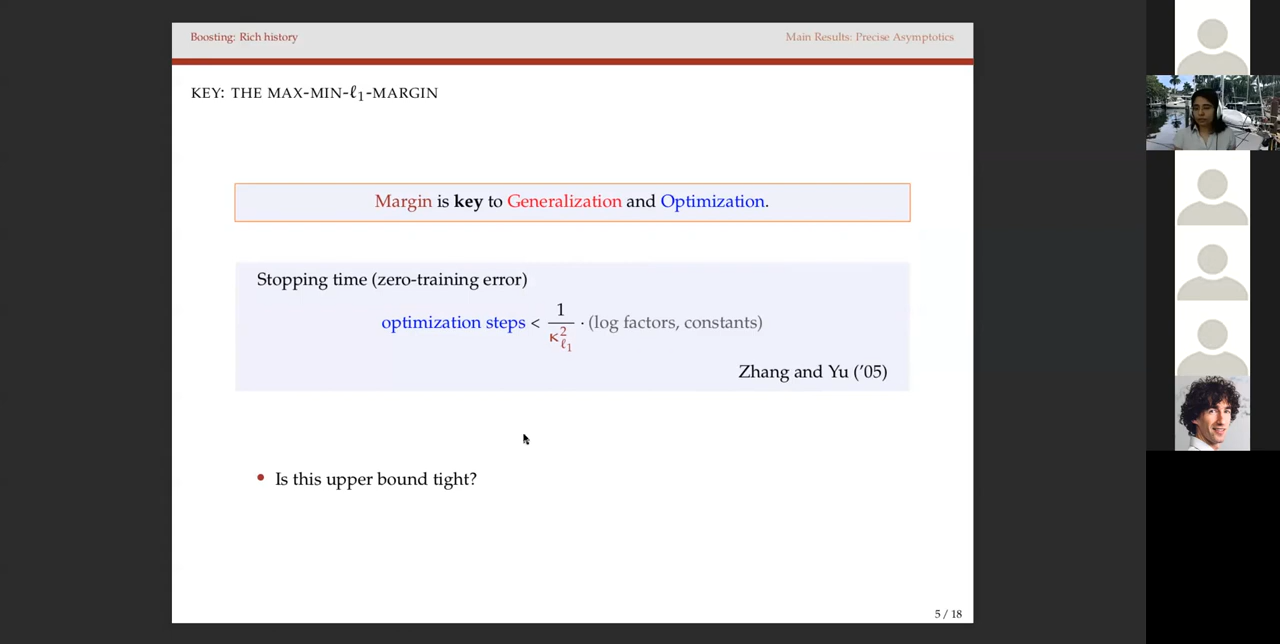 Boosting: Rich history
Main Results: Precise Asymptotics
KEY: THE MAX-MIN-ℓ₁-MARGIN
Margin is key to Generalization and Optimization.
Stopping time (zero-training error)
optimization steps < 1 / κ²_ℓ₁ · (log factors, constants)
Zhang and Yu (’05)
• Is this upper bound tight?
5 / 18